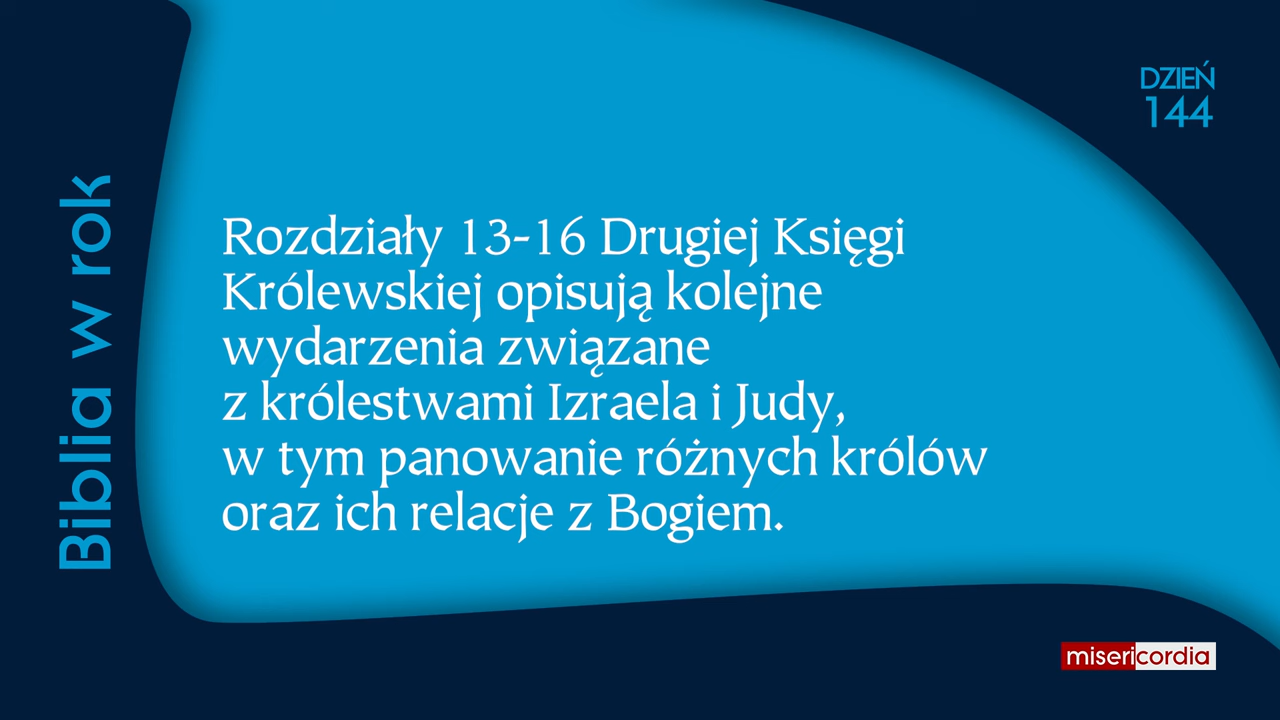 Biblia w rok
DZIEŃ
144
Rozdziały 13-16 Drugiej Księgi
Królewskiej opisują kolejne
wydarzenia związane
z królestwami Izraela i Judy,
w tym panowanie różnych królów
oraz ich relacje z Bogiem.
misericordia